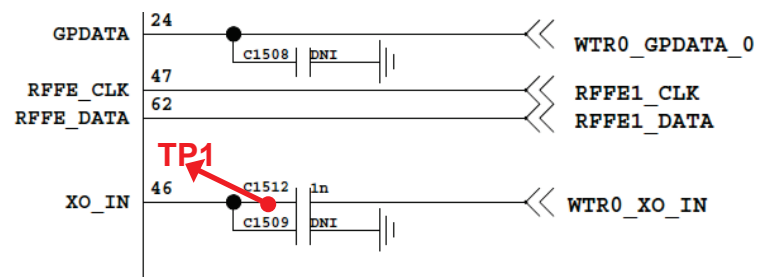 GPDATA 24 C1508 DNI WTR0_GPDATA_0
RFFE_CLK 47 RFFE1_CLK
RFFE_DATA 62 RFFE1_DATA
TP1
XO_IN 46 C1512 1n WTR0_XO_IN
C1509 DNI